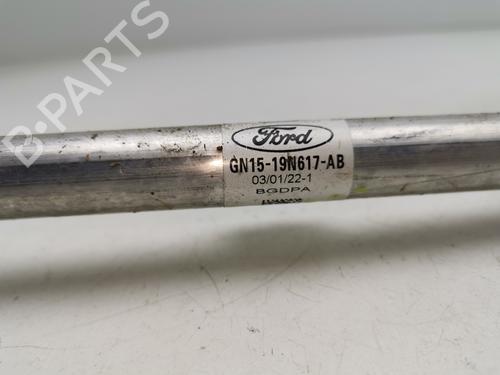 B-PARTS
Ford
GN15-19N617-AB
03/01/22-1
BGDPA